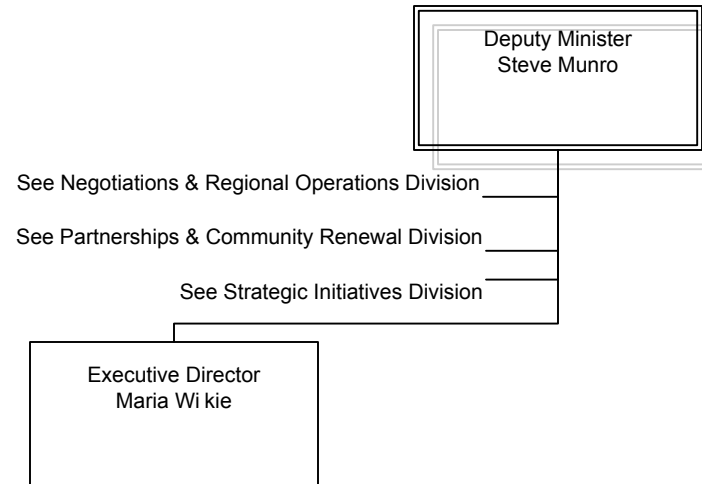 Deputy Minister
Steve Munro
See Negotiations & Regional Operations Division
See Partnerships & Community Renewal Division
See Strategic Initiatives Division
Executive Director
Maria Wi kie